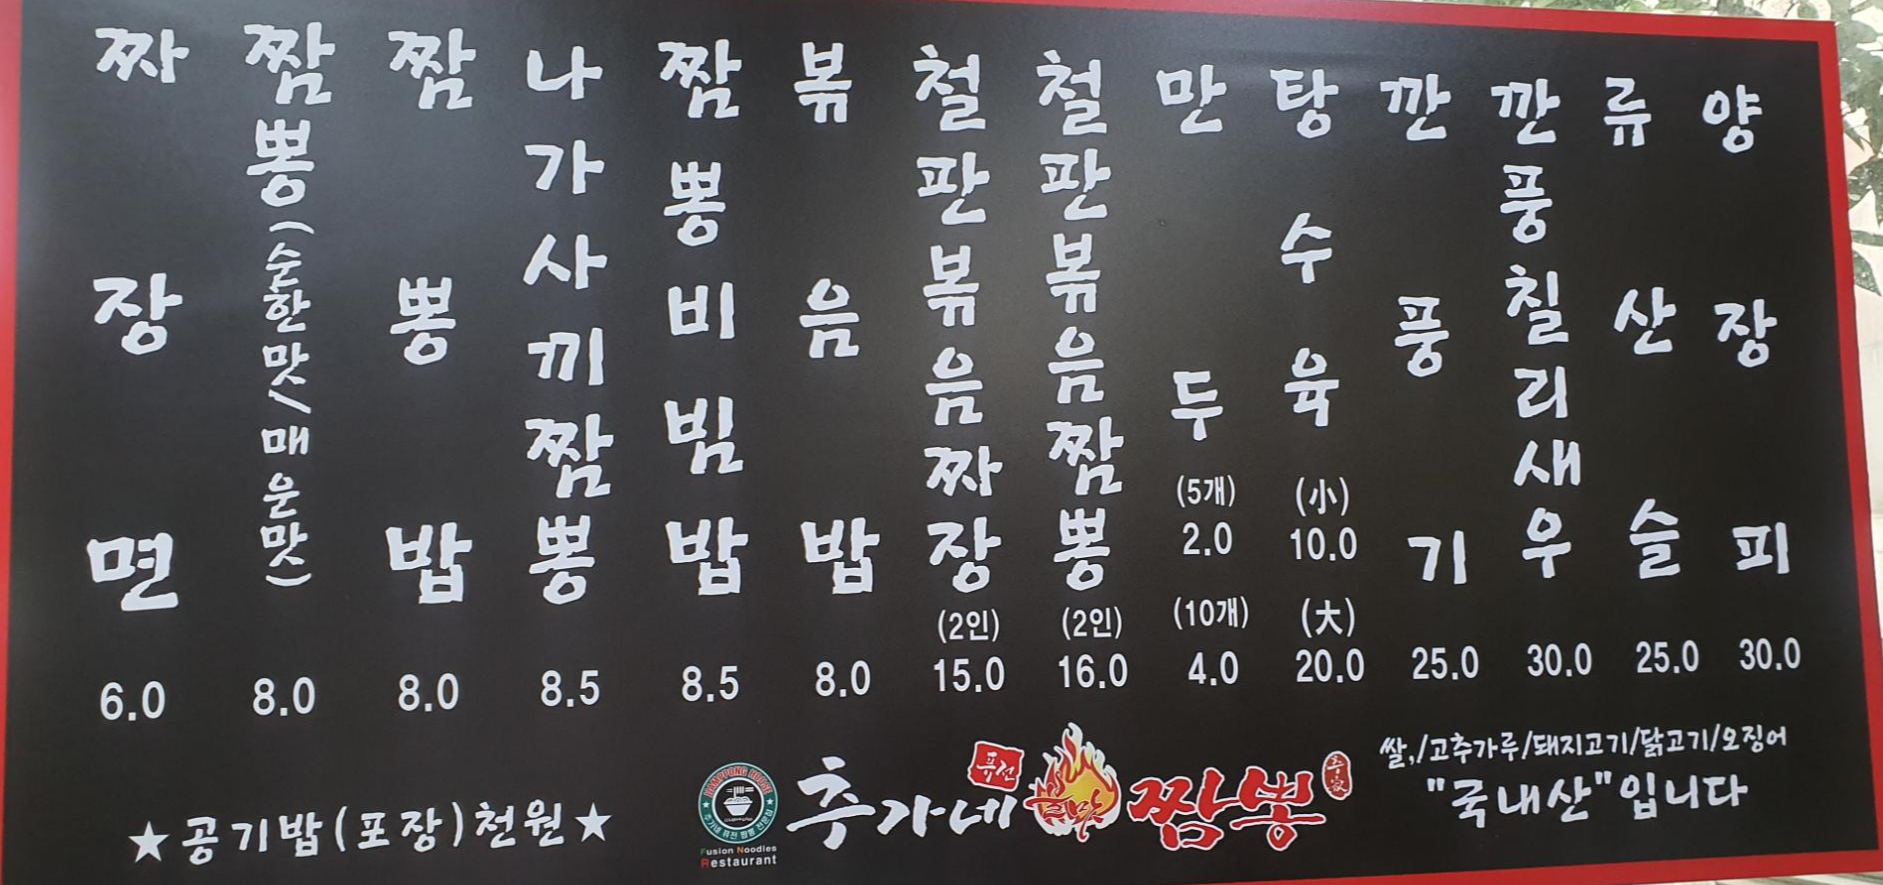 짜장면
6.0
짬뽕(순한맛/매운맛)
8.0
짬뽕밥
8.0
나가사끼짬뽕
8.5
짬뽕비빔밥
8.5
볶음밥
8.0
철판볶음짜장
(2인)
15.0
철판볶음짬뽕
(2인)
16.0
만두
(5개)
2.0
(10개)
4.0
탕수육
(小)
10.0
(大)
20.0
깐풍기
25.0
깐풍칠리새우
30.0
류산슬
25.0
양장피
30.0
★공기밥(포장)천원★
Fusion Noodles
Restaurant
추가네
퓨전
불맛
짬뽕
쌀,/고추가루/돼지고기/닭고기/오징어
"국내산"입니다